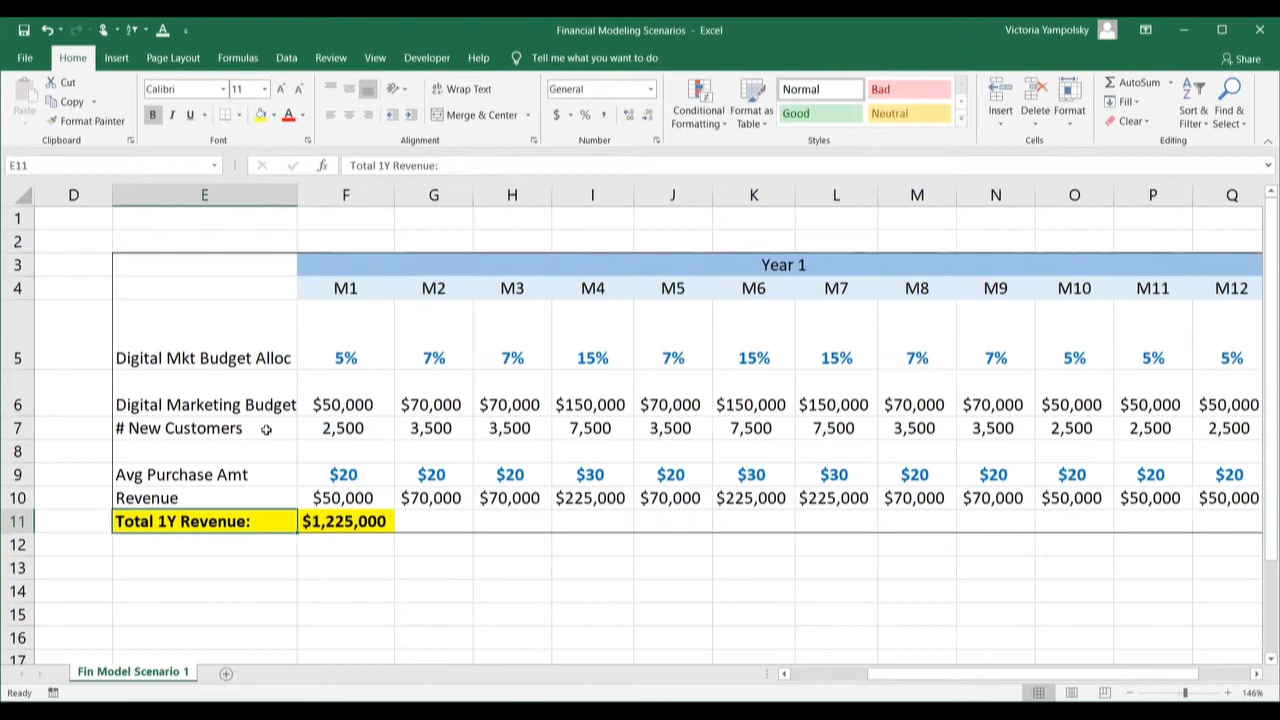 Financial Modeling Scenarios - Excel
Victoria Yampolsky
File Home Insert Page Layout Formulas Data Review View Developer Help Tell me what you want to do Share
Paste
Cut
Copy
Format Painter
Clipboard
Calibri 11
B I U
Font
Wrap Text
Merge & Center
Alignment
General
$ % ,
Number
Conditional Formatting
Format as Table
Normal Bad
Good Neutral
Styles
Insert Delete Format
Cells
AutoSum
Fill
Clear
Sort & Filter
Find & Select
Editing
E11 fx Total 1Y Revenue:
D E F G H I J K L M N O P Q
1
2
3 Year 1
4 M1 M2 M3 M4 M5 M6 M7 M8 M9 M10 M11 M12
5 Digital Mkt Budget Alloc 5% 7% 7% 15% 7% 15% 15% 7% 7% 5% 5% 5%
6 Digital Marketing Budget $50,000 $70,000 $70,000 $150,000 $70,000 $150,000 $150,000 $70,000 $70,000 $50,000 $50,000 $50,000
7 # New Customers 2,500 3,500 3,500 7,500 3,500 7,500 7,500 3,500 3,500 2,500 2,500 2,500
8
9 Avg Purchase Amt $20 $20 $20 $30 $20 $30 $30 $20 $20 $20 $20 $20
10 Revenue $50,000 $70,000 $70,000 $225,000 $70,000 $225,000 $225,000 $70,000 $70,000 $50,000 $50,000 $50,000
11 Total 1Y Revenue: $1,225,000
12
13
14
15
16
17
Fin Model Scenario 1
Ready 146%